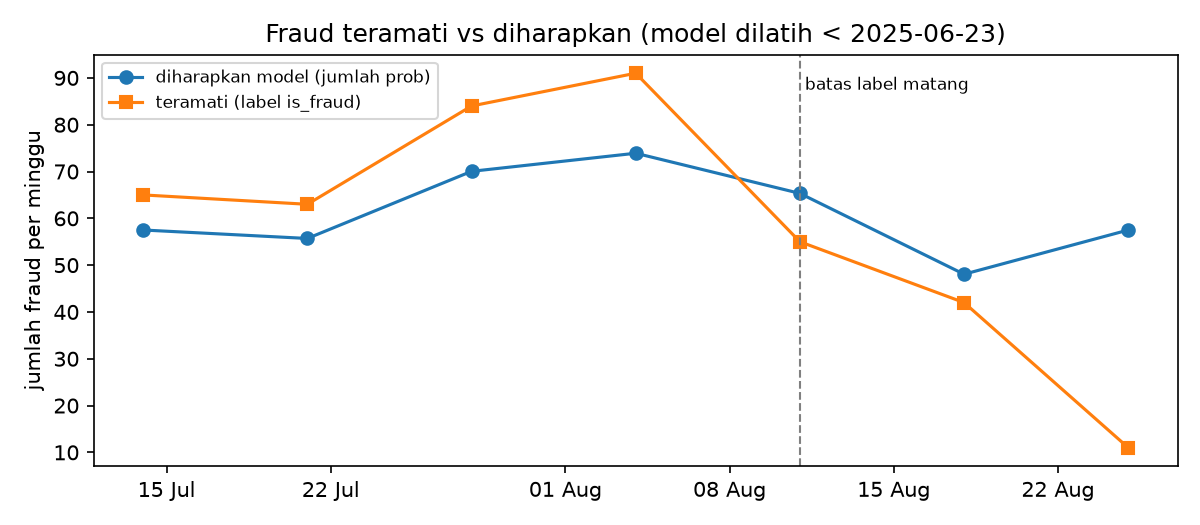 Fraud teramati vs diharapkan (model dilatih < 2025-06-23)
diharapkan model (jumlah prob)
teramati (label is_fraud)
batas label matang
jumlah fraud per minggu
90
80
70
60
50
40
30
20
10
15 Jul
22 Jul
01 Aug
08 Aug
15 Aug
22 Aug